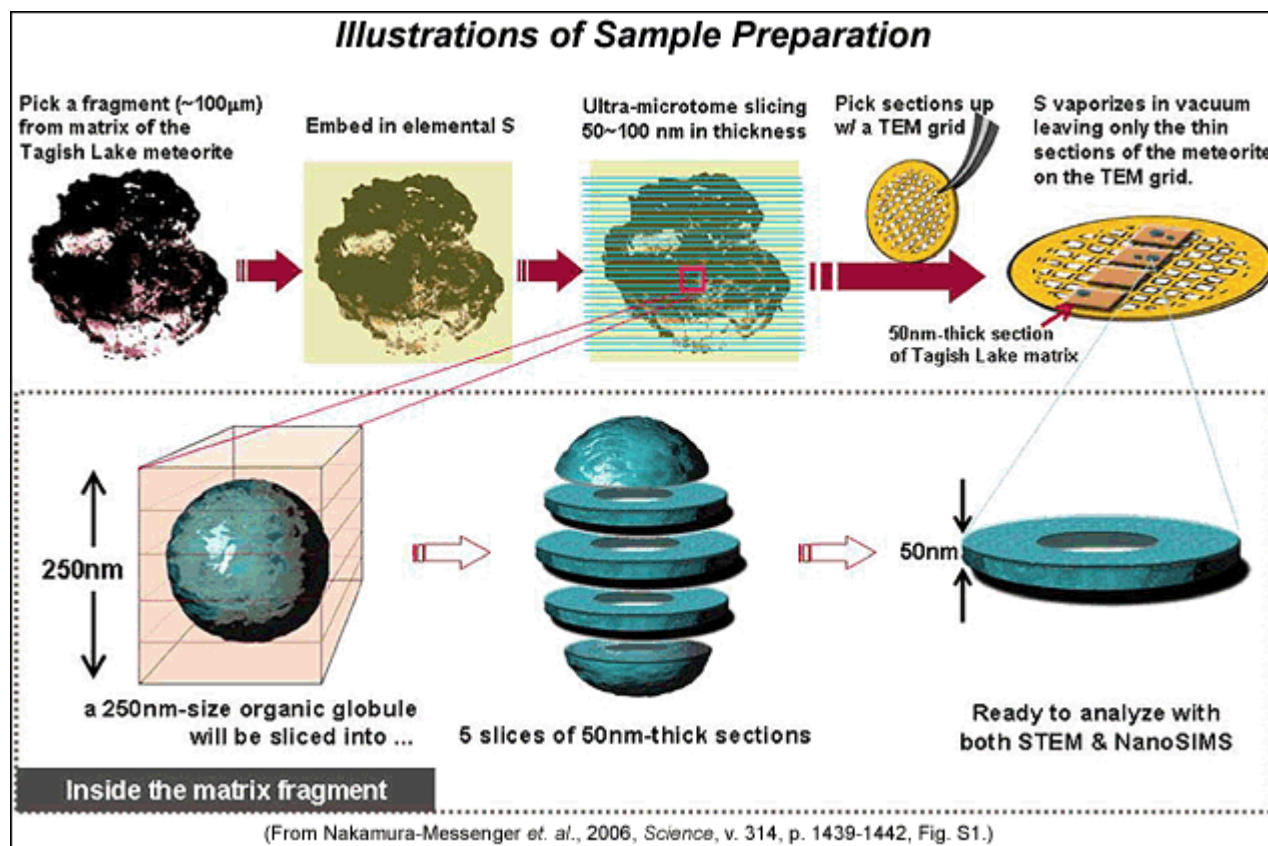 Illustrations of Sample Preparation
Pick a fragment (~100μm)
from matrix of the
Tagish Lake meteorite
Embed in elemental S
Ultra-microtome slicing
50~100 nm in thickness
Pick sections up
w/ a TEM grid
S vaporizes in vacuum
leaving only the thin
sections of the meteorite
on the TEM grid.
50nm-thick section
of Tagish Lake matrix
250nm
50nm
a 250nm-size organic globule
will be sliced into ...
5 slices of 50nm-thick sections
Ready to analyze with
both STEM & NanoSIMS
Inside the matrix fragment
(From Nakamura-Messenger et. al., 2006, Science, v. 314, p. 1439-1442, Fig. S1.)